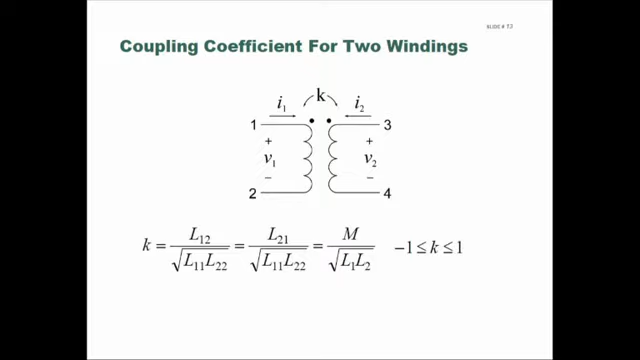 SLIDE # 13
Coupling Coefficient For Two Windings
k
i₁ i₂
1 3
+ +
v₁ v₂
− −
2 4
k = L₁₂ / √(L₁₁L₂₂) = L₂₁ / √(L₁₁L₂₂) = M / √(L₁L₂) −1 ≤ k ≤ 1